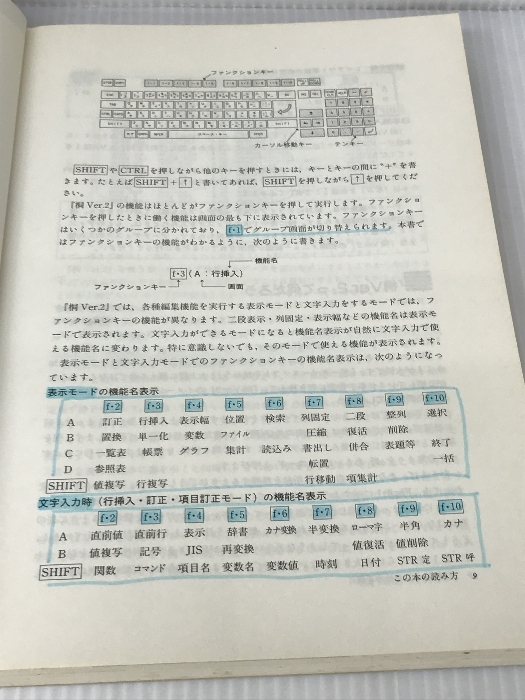 ファンクションキー
カーソル移動キー テンキー
SHIFTやCTRLを押しながら他のキーを押すときには、キーとキーの間に"+"を書
きます。たとえばSHIFT+↑と書いてあれば、SHIFTを押しながら↑を押してくだ
さい。
『桐Ver.2』の機能はほとんどがファンクションキーを押して実行します。ファンクショ
ンキーを押したときに働く機能は画面の最も下に表示されています。ファンクションキー
はいくつかのグループに分かれており、f・1でグループ画面が切り替えられます。本書で
はファンクションキーの機能がわかるように、次のように書きます。
機能名
f・3(A:行挿入)
ファンクションキー 画面
『桐Ver.2』では、各種編集機能を実行する表示モードと文字入力をするモードでは、フ
ァンクションキーの機能が異なります。二段表示・列固定・表示幅などの機能は表示モ
ードで表示されます。文字入力ができるモードになると機能名表示が自然に文字入力で使
える機能名に変わります。特に意識しないでも、そのモードで使える機能が表示されます。
表示モードと文字入力モードでのファンクションキーの機能名表示は、次のようになっ
ています。
表示モードの機能名表示
f・2 f・3 f・4 f・5 f・6 f・7 f・8 f・9 f・10
A 訂正 行挿入 表示幅 位置 検索 列固定 二段 整列 選択
B 置換 単一化 変数 ファイル 圧縮 復活 削除
C 一覧表 帳票 グラフ 集計 読込み 書出し 併合 表題等 終了
D 参照表 転置 一括
SHIFT 値複写 行複写 行移動 項集計
文字入力時(行挿入・訂正・項目訂正モード)の機能名表示
f・2 f・3 f・4 f・5 f・6 f・7 f・8 f・9 f・10
A 直前値 直前行 表示 辞書 カナ変換 半変換 ローマ字 半角 カナ
B 値複写 記号 JIS 再変換 値復活 値削除
SHIFT 関数 コマンド 項目名 変数名 変数値 時刻 日付 STR定 STR呼
この本の読み方 9